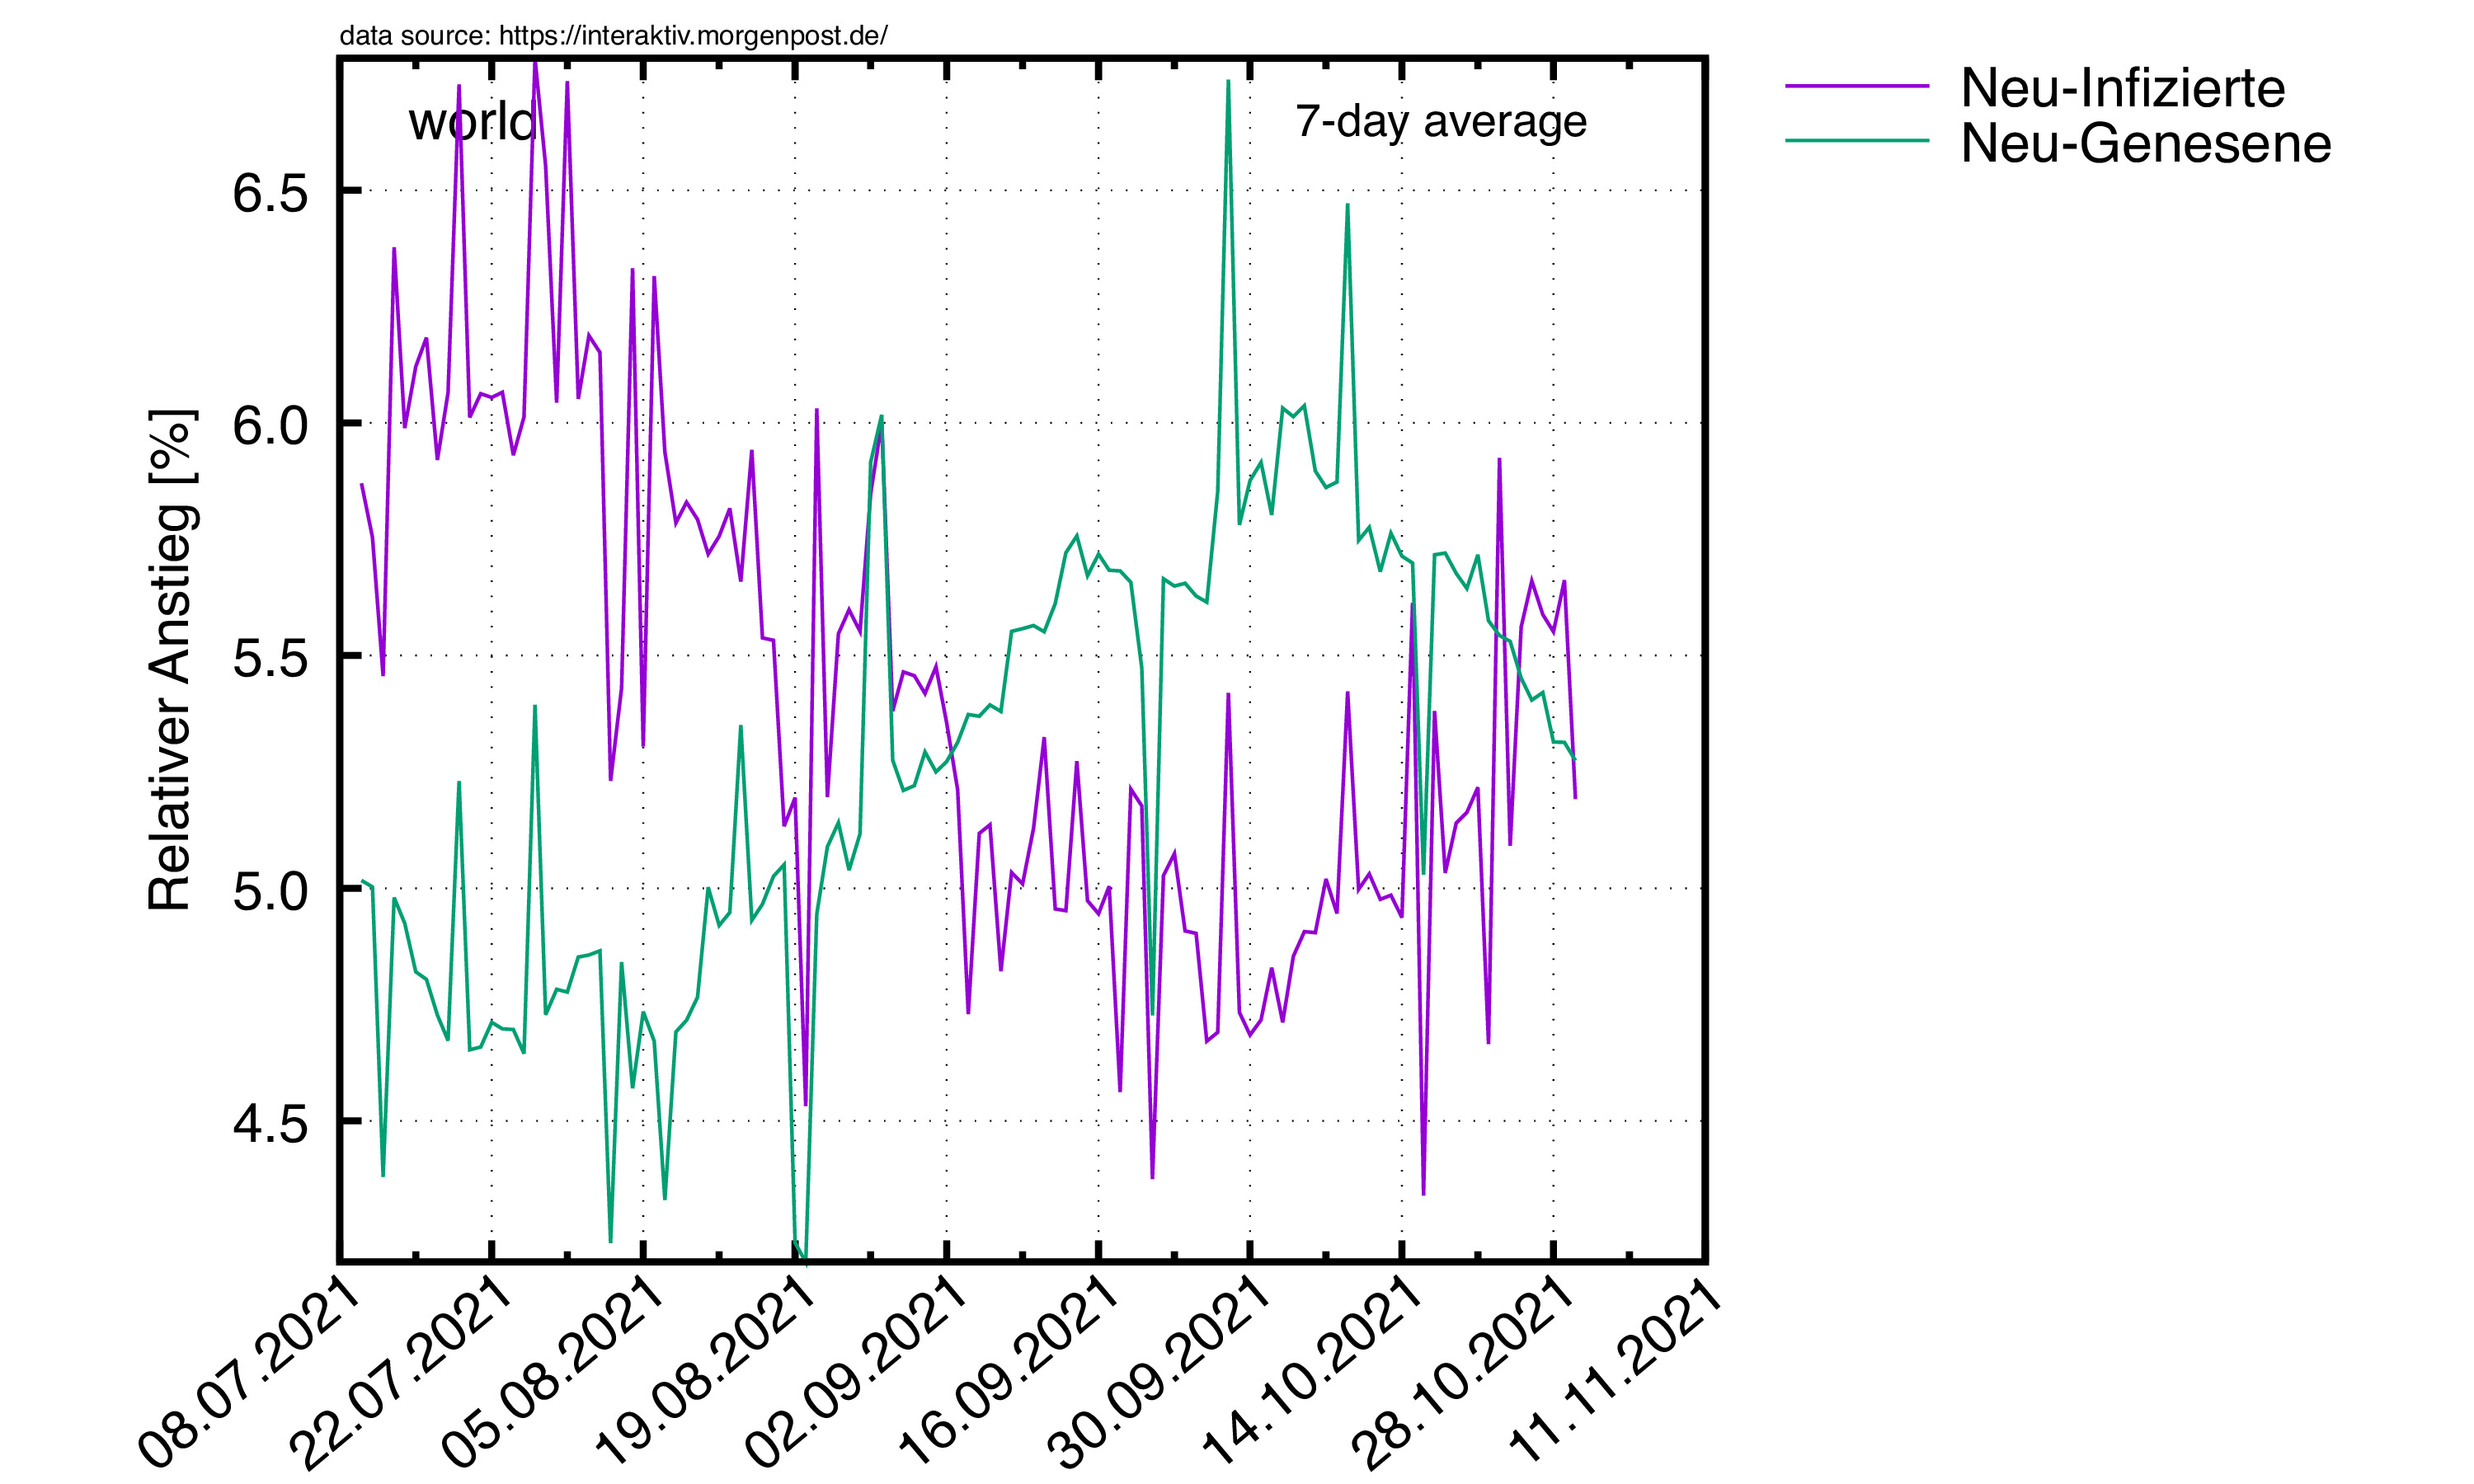 data source: https://interaktiv.morgenpost.de/
world
7-day average
Neu-Infizierte
Neu-Genesene
Relativer Anstieg [%]
6.5
6.0
5.5
5.0
4.5
08.07.2021
22.07.2021
05.08.2021
19.08.2021
02.09.2021
16.09.2021
30.09.2021
14.10.2021
28.10.2021
11.11.2021